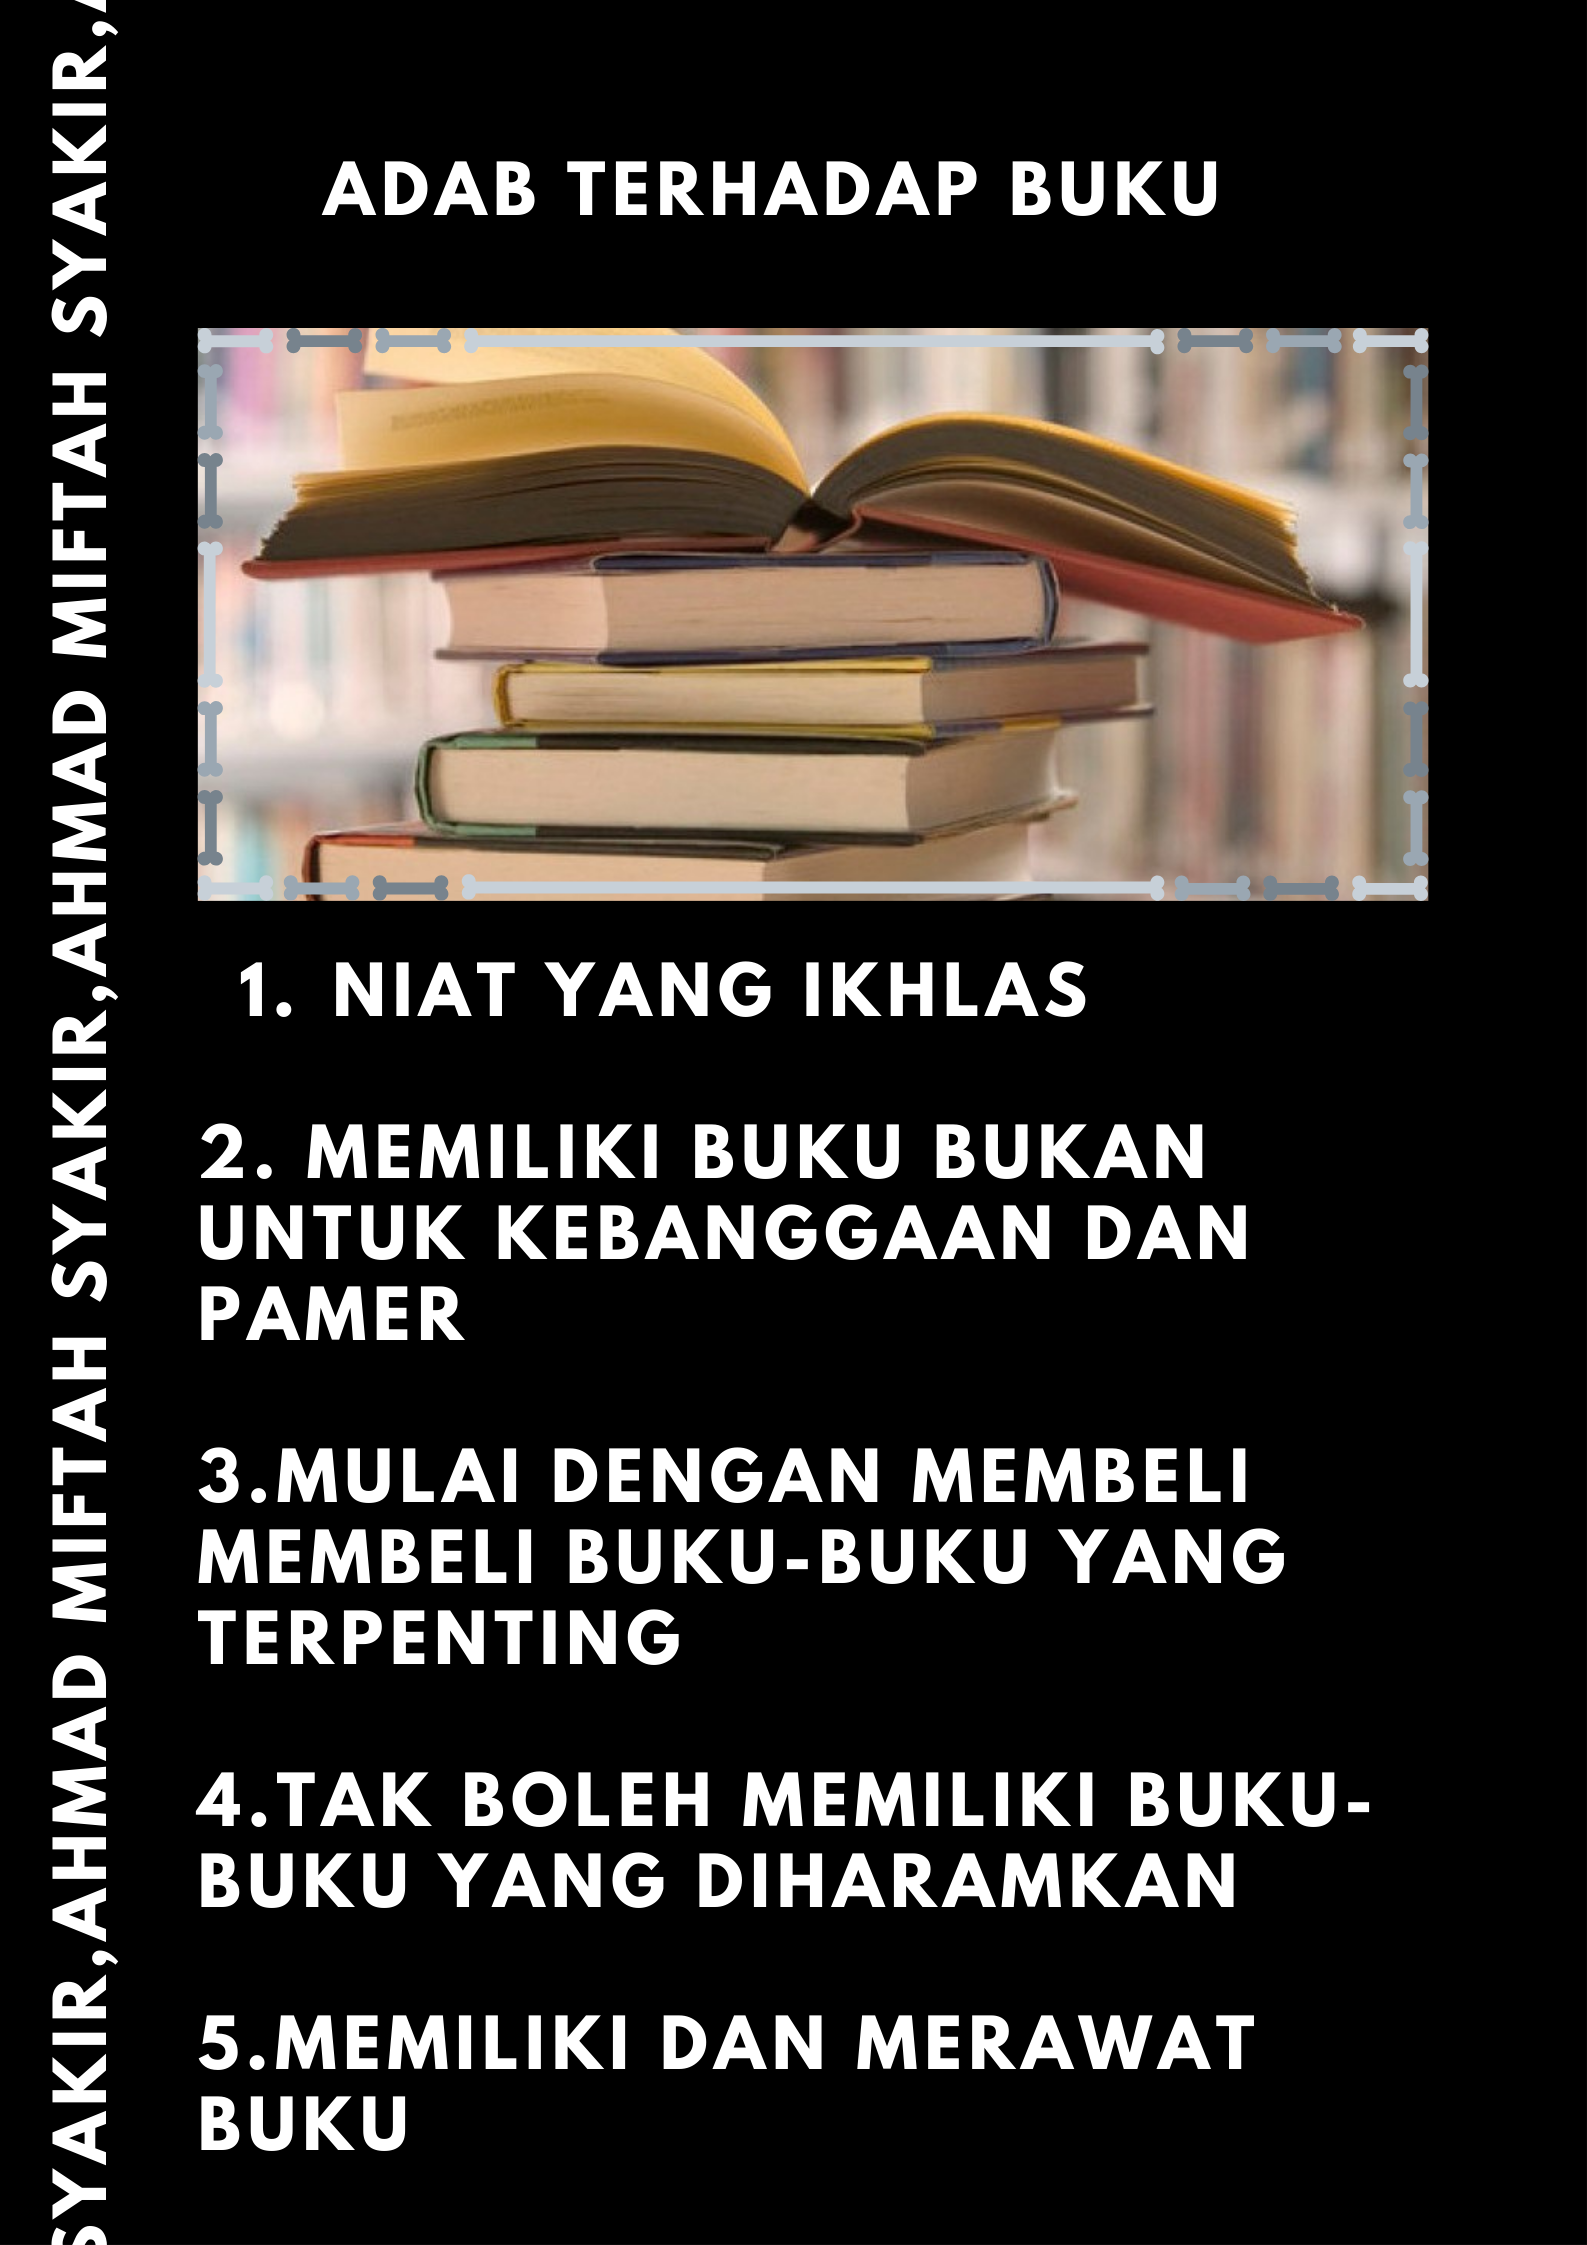 ADAB TERHADAP BUKU
1. NIAT YANG IKHLAS
2. MEMILIKI BUKU BUKAN
UNTUK KEBANGGAAN DAN
PAMER
3.MULAI DENGAN MEMBELI
MEMBELI BUKU-BUKU YANG
TERPENTING
4.TAK BOLEH MEMILIKI BUKU-
BUKU YANG DIHARAMKAN
5.MEMILIKI DAN MERAWAT
BUKU
SYAKIR,AHMAD MIFTAH SYAKIR,AHMAD MIFTAH SYAKIR,